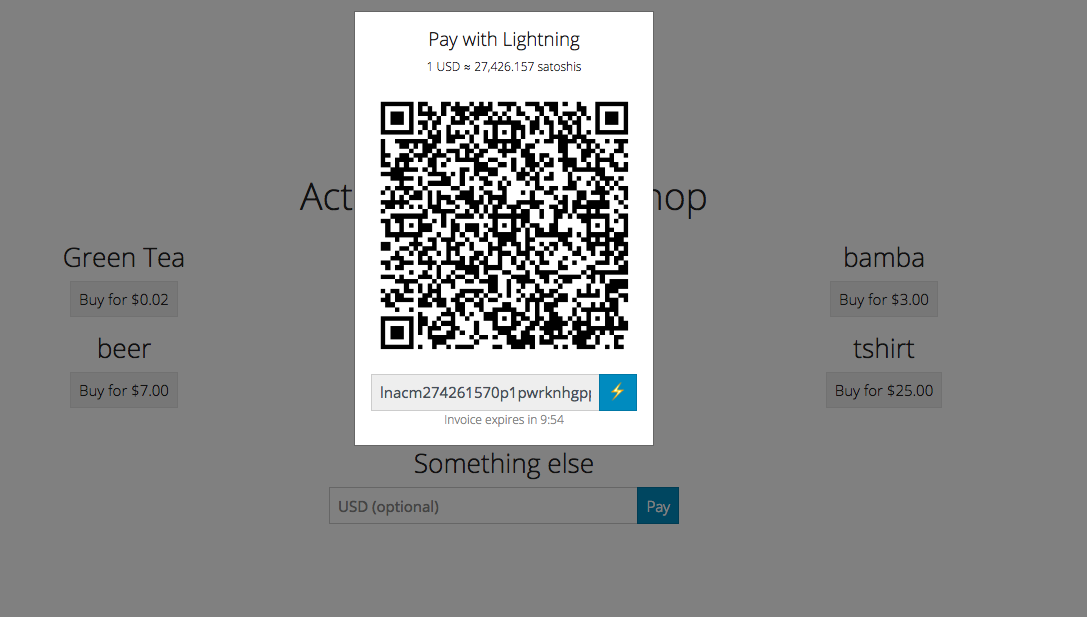 Pay with Lightning
1 USD ≈ 27,426.157 satoshis
Act hop
Green Tea
Buy for $0.02
bamba
Buy for $3.00
beer
Buy for $7.00
tshirt
Buy for $25.00
lnacm274261570p1pwrknhgpp
Invoice expires in 9:54
Something else
USD (optional)
Pay